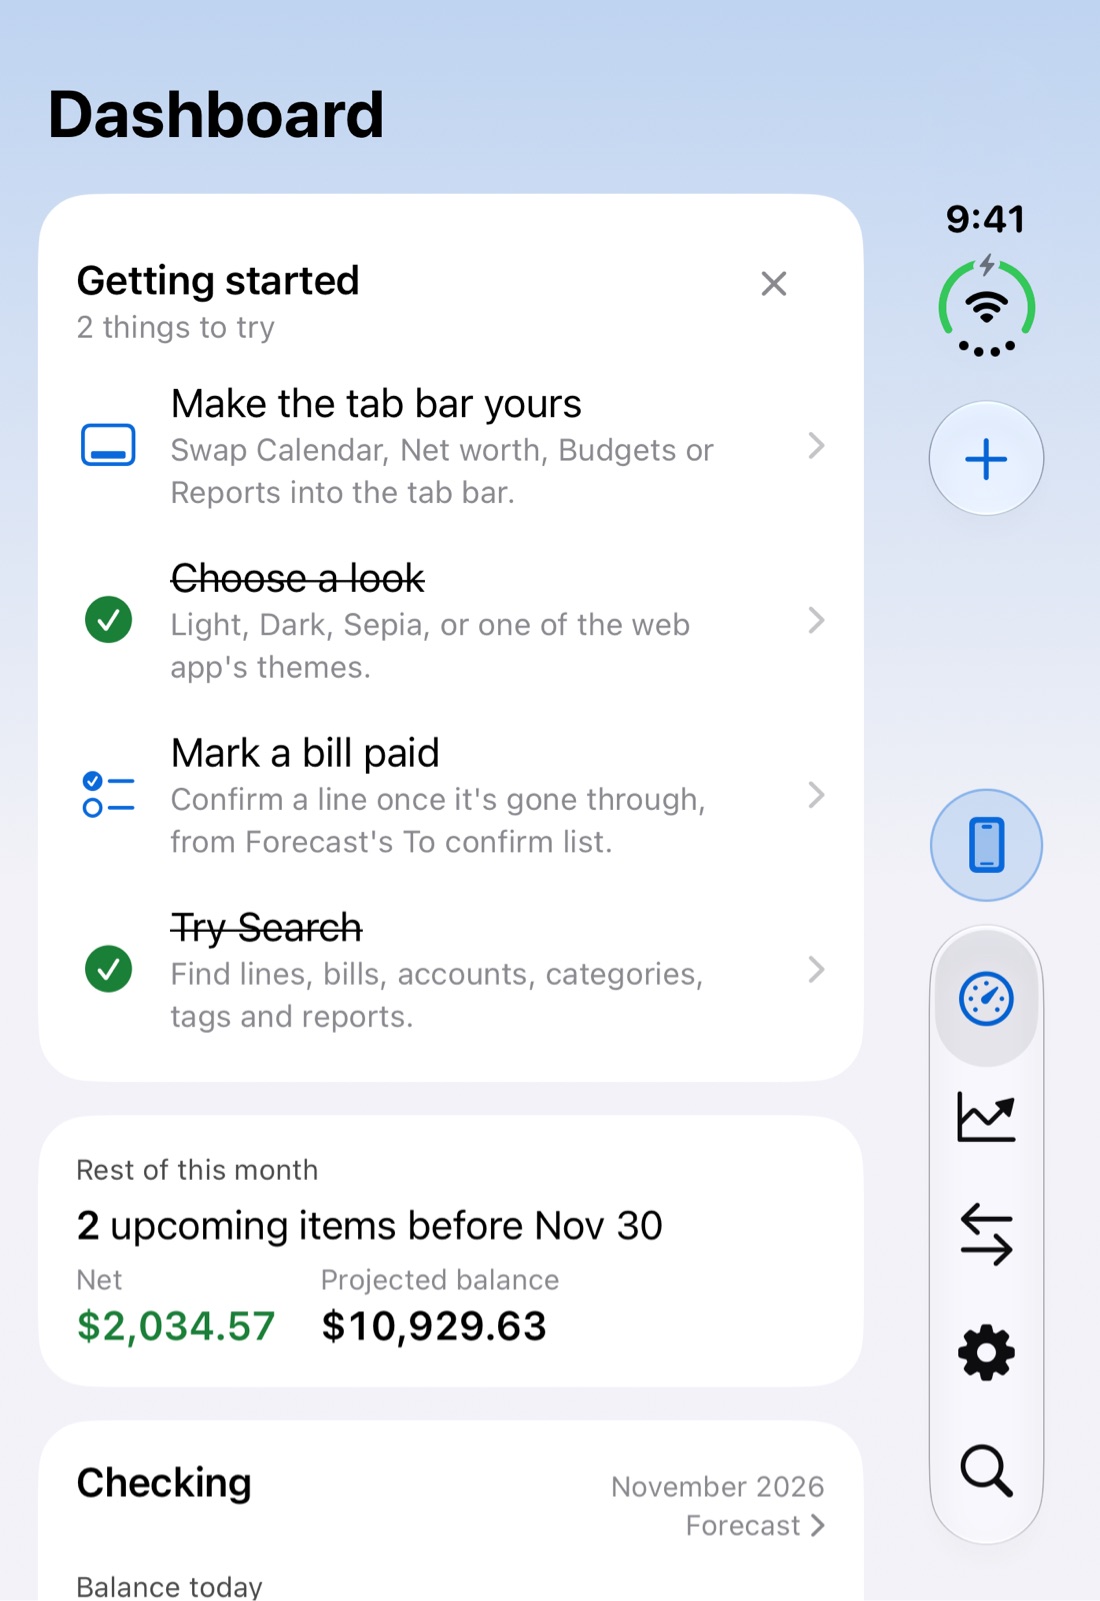 Dashboard
9:41
Getting started
2 things to try
Make the tab bar yours
Swap Calendar, Net worth, Budgets or
Reports into the tab bar.
Choose a look
Light, Dark, Sepia, or one of the web
app's themes.
Mark a bill paid
Confirm a line once it's gone through,
from Forecast's To confirm list.
Try Search
Find lines, bills, accounts, categories,
tags and reports.
Rest of this month
2 upcoming items before Nov 30
Net
Projected balance
$2,034.57
$10,929.63
Checking
November 2026
Forecast
Balance today